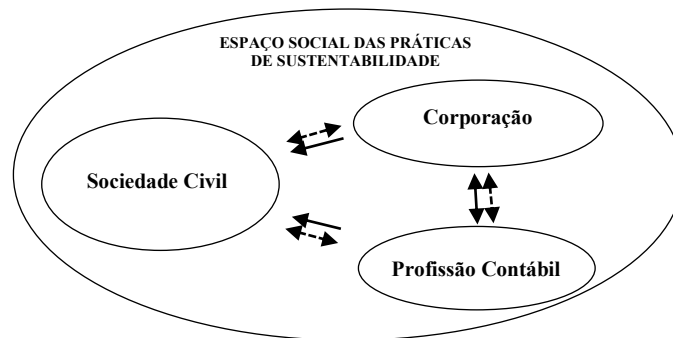 ESPAÇO SOCIAL DAS PRÁTICAS
DE SUSTENTABILIDADE
Corporação
Sociedade Civil
Profissão Contábil